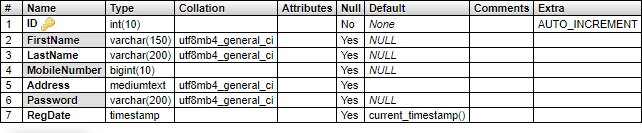 # Name Type Collation Attributes Null Default Comments Extra
1 ID int(10) No None AUTO_INCREMENT
2 FirstName varchar(150) utf8mb4_general_ci Yes NULL
3 LastName varchar(200) utf8mb4_general_ci Yes NULL
4 MobileNumber bigint(10) Yes NULL
5 Address mediumtext utf8mb4_general_ci Yes
6 Password varchar(200) utf8mb4_general_ci Yes NULL
7 RegDate timestamp Yes current_timestamp()